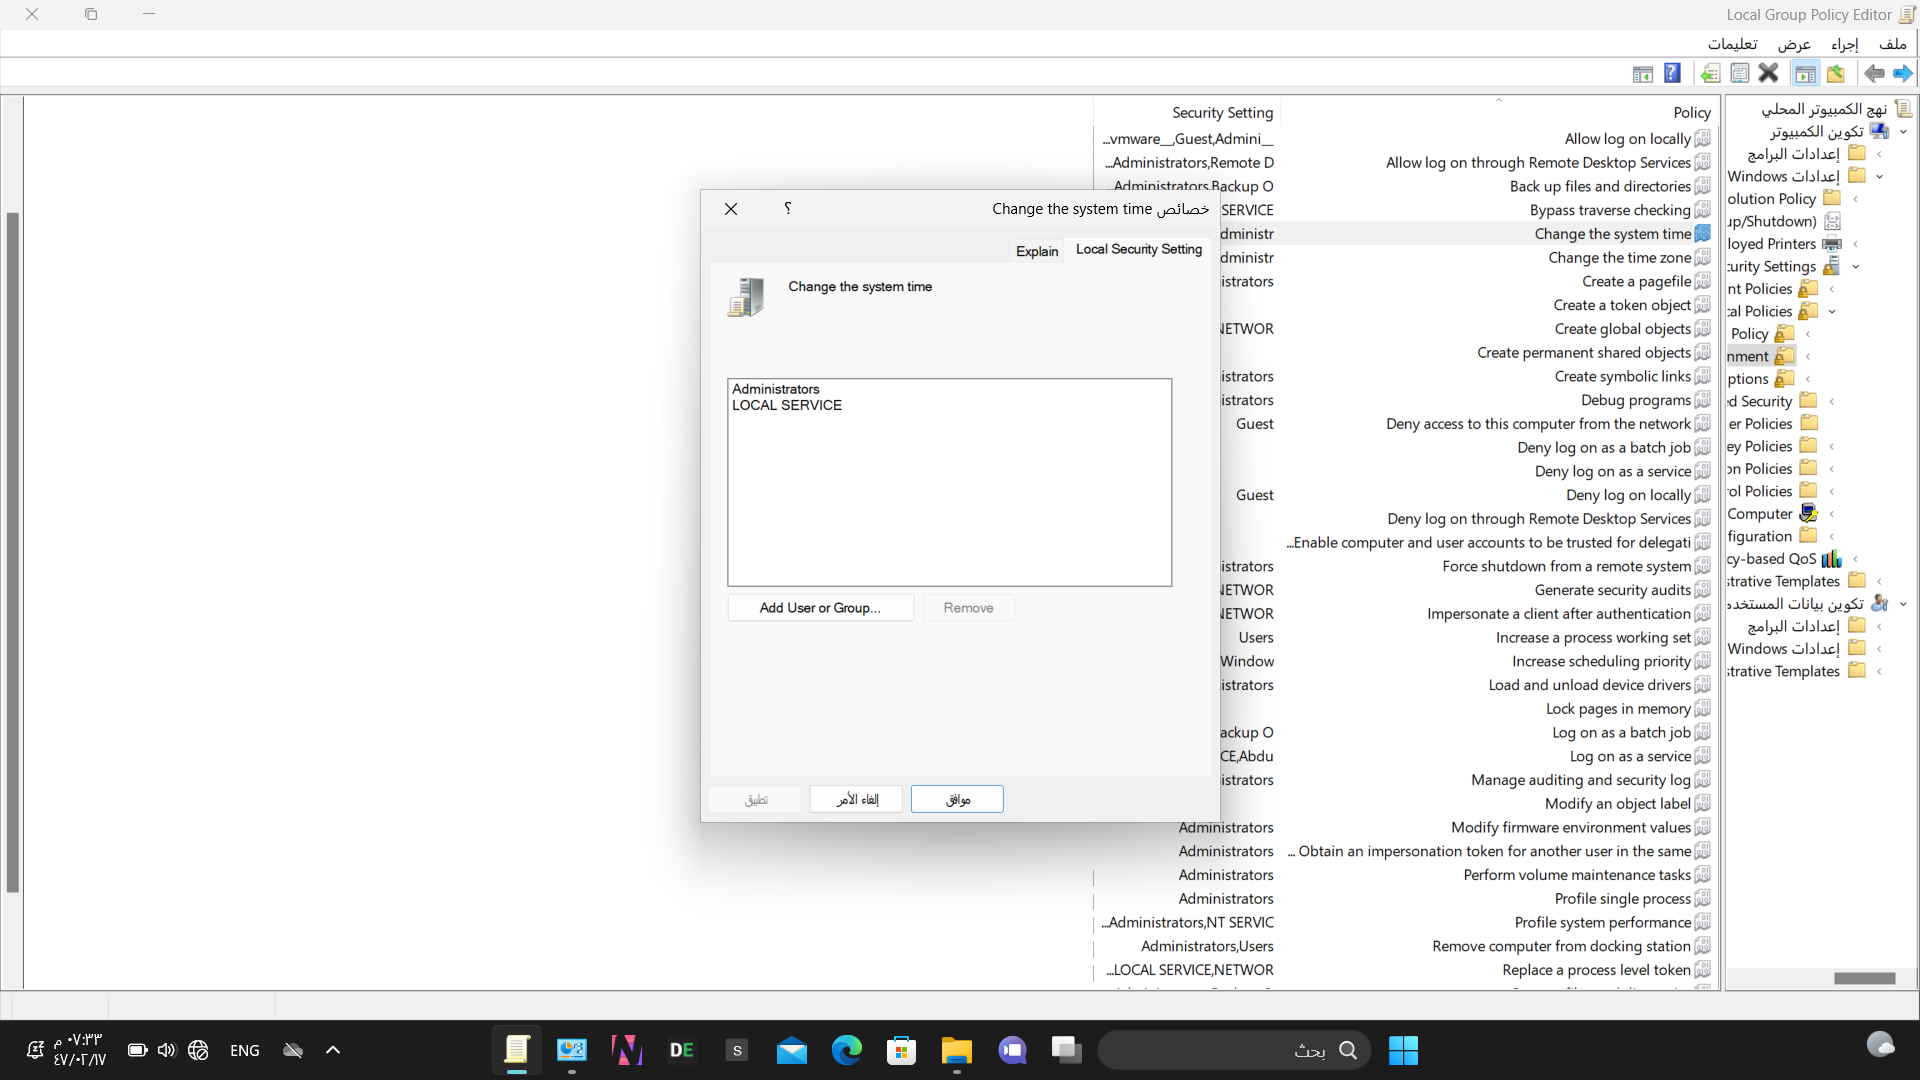 Local Group Policy Editor
ملف
إجراء
عرض
تعليمات
نهج الكمبيوتر المحلي
تكوين الكمبيوتر
إعدادات البرامج
إعدادات Windows
olution Policy
up/Shutdown)
loyed Printers
curity Settings
nt Policies
cal Policies
Policy
nment
ptions
d Security
er Policies
ey Policies
on Policies
rol Policies
Computer
figuration
cy-based QoS
strative Templates
تكوين بيانات المستخدم
إعدادات البرامج
إعدادات Windows
strative Templates
Policy
Security Setting
Allow log on locally
...vmware__,Guest,Admini__
Allow log on through Remote Desktop Services
...Administrators,Remote D
Back up files and directories
Administrators,Backup O
Bypass traverse checking
SERVICE
Change the system time
dministr
Change the time zone
dministr
Create a pagefile
istrators
Create a token object
Create global objects
NETWOR
Create permanent shared objects
Create symbolic links
istrators
Debug programs
istrators
Deny access to this computer from the network
Guest
Deny log on as a batch job
Deny log on as a service
Deny log on locally
Guest
Deny log on through Remote Desktop Services
...Enable computer and user accounts to be trusted for delegati
Force shutdown from a remote system
istrators
Generate security audits
NETWOR
Impersonate a client after authentication
NETWOR
Increase a process working set
Users
Increase scheduling priority
Window
Load and unload device drivers
istrators
Lock pages in memory
Log on as a batch job
ackup O
Log on as a service
CE,Abdu
Manage auditing and security log
istrators
Modify an object label
Modify firmware environment values
Administrators
... Obtain an impersonation token for another user in the same
Administrators
Perform volume maintenance tasks
Administrators
Profile single process
Administrators
Profile system performance
...Administrators,NT SERVIC
Remove computer from docking station
Administrators,Users
Replace a process level token
...LOCAL SERVICE,NETWOR
خصائص Change the system time
؟
Local Security Setting
Explain
Change the system time
Administrators
LOCAL SERVICE
Add User or Group...
Remove
موافق
إلغاء الأمر
تطبيق
بحث
S
DE
N
ENG
٠٧:٣٣ م
٤٧/٠٢/١٧